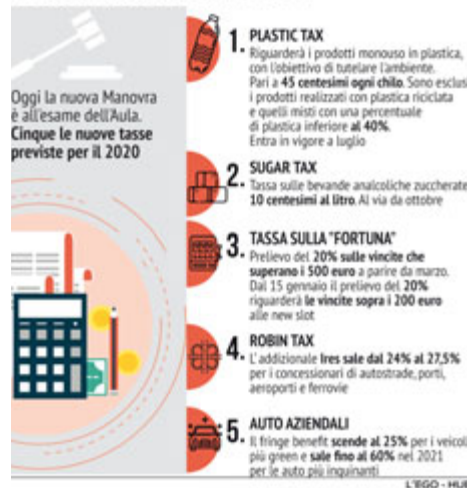 Oggi la nuova Manovra
è all'esame dell'Aula.
Cinque le nuove tasse
previste per il 2020
1. PLASTIC TAX
Riguarderà i prodotti monouso in plastica,
con l'obiettivo di tutelare l'ambiente.
Pari a 45 centesimi ogni chilo. Sono esclus
i prodotti realizzati con plastica riciclata
e quelli misti con una percentuale
di plastica inferiore al 40%.
Entra in vigore a luglio
2. SUGAR TAX
Tassa sulle bevande analcoliche zuccherate
10 centesimi al litro. Al via da ottobre
3. TASSA SULLA "FORTUNA"
Prelievo del 20% sulle vincite che
superano i 500 euro a parire da marzo.
Dal 15 gennaio il prelievo del 20%
riguarderà le vincite sopra i 200 euro
alle new slot
4. ROBIN TAX
L'addizionale Ires sale dal 24% al 27,5%
per i concessionari di autostrade, porti,
aeroporti e ferrovie
5. AUTO AZIENDALI
Il fringe benefit scende al 25% per i veicol
più green e sale fino al 60% nel 2021
per le auto più inquinanti
L'EGO - HUB